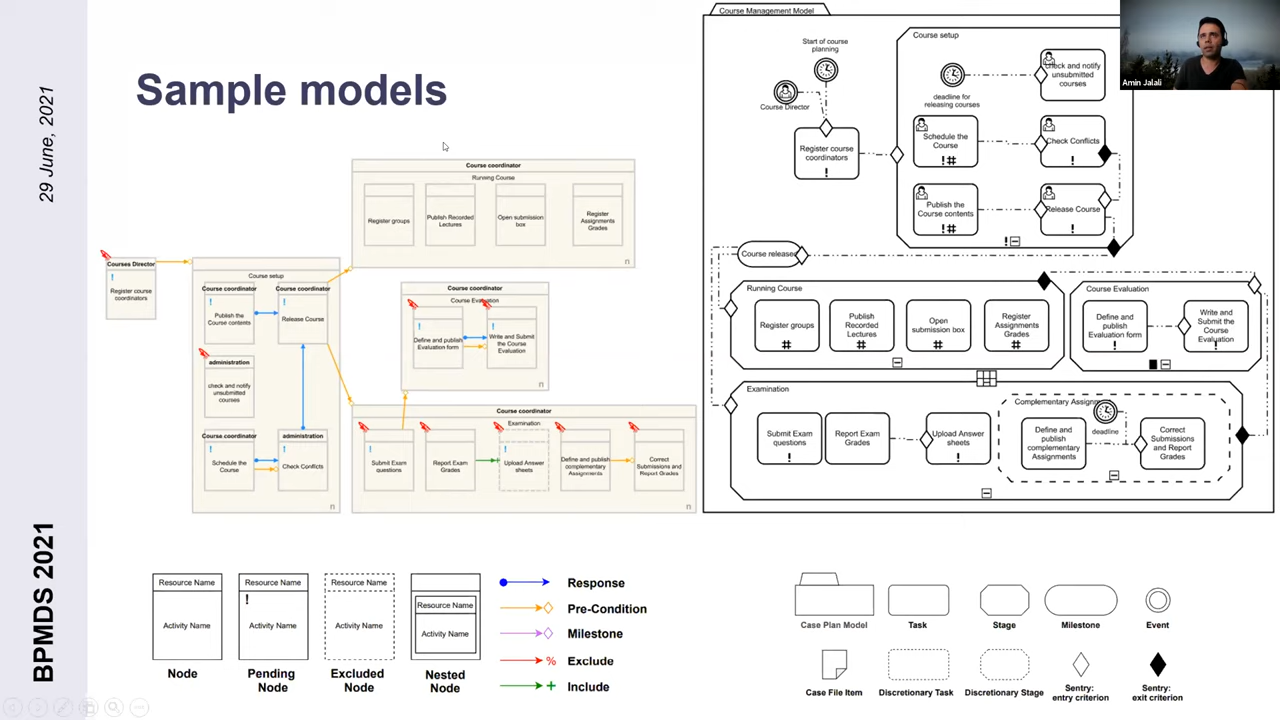 29 June, 2021
BPMDS 2021
Sample models
Courses Director
!
Register course
coordinators
Course setup
Course coordinator
!
Publish the
Course contents
Course coordinator
!
Release Course
administration
check and notify
unsubmitted
courses
Course coordinator
!
Schedule the
Course
administration
!
Check Conflicts
n
Course coordinator
Running Course
Register groups
Publish Recorded
Lectures
Open submission
box
Register
Assignments
Grades
n
Course coordinator
Course Evaluation
!
Define and publish
Evaluation form
!
Write and Submit
the Course
Evaluation
n
Course coordinator
Examination
!
Submit Exam
questions
Report Exam
Grades
!
Upload Answer
sheets
Define and publish
complementary
Assignments
Correct
Submissions and
Report Grades
n
Resource Name
Activity Name
Node
Resource Name
!
Activity Name
Pending
Node
Resource Name
Activity Name
Excluded
Node
Resource Name
Activity Name
Nested
Node
Response
Pre-Condition
Milestone
% Exclude
+ Include
Course Management Model
Start of course
planning
Course Director
Register course
coordinators
!
Course setup
deadline for
releasing courses
check and notify
unsubmitted
courses
Schedule the
Course
!#
Check Conflicts
!
Publish the
Course contents
!#
Release Course
!
!
Course released
Running Course
Register groups
#
Publish
Recorded
Lectures
#
Open
submission box
#
Register
Assignments
Grades
#
Course Evaluation
Define and
publish
Evaluation form
!
Write and
Submit the
Course
Evaluation
!
Examination
Submit Exam
questions
!
Report Exam
Grades
Upload Answer
sheets
!
Complementary Assignm
deadline
Define and
publish
complementary
Assignments
Correct
Submissions and
Report Grades
Case Plan Model
Task
Stage
Milestone
Event
Case File Item
Discretionary Task
Discretionary Stage
Sentry:
entry criterion
Sentry:
exit criterion
Amin Jalali